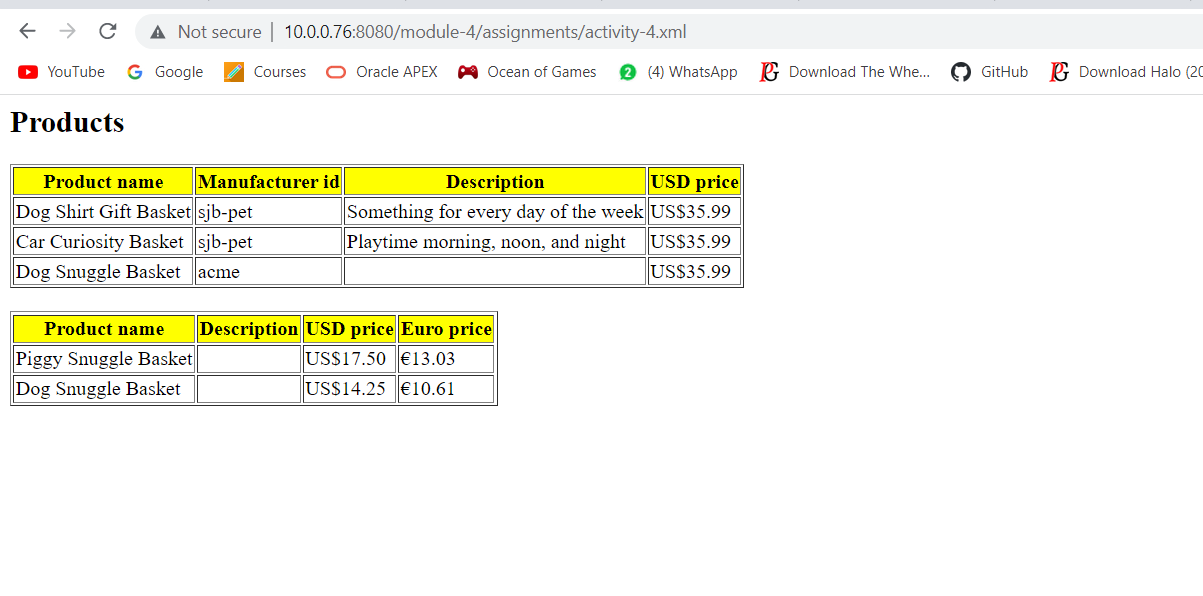 Not secure | 10.0.0.76:8080/module-4/assignments/activity-4.xml
YouTube Google Courses Oracle APEX Ocean of Games 2 (4) WhatsApp PG Download The Whe... GitHub PG Download Halo (20
Products
Product name Manufacturer id Description USD price
Dog Shirt Gift Basket sjb-pet Something for every day of the week US$35.99
Car Curiosity Basket sjb-pet Playtime morning, noon, and night US$35.99
Dog Snuggle Basket acme US$35.99
Product name Description USD price Euro price
Piggy Snuggle Basket US$17.50 €13.03
Dog Snuggle Basket US$14.25 €10.61